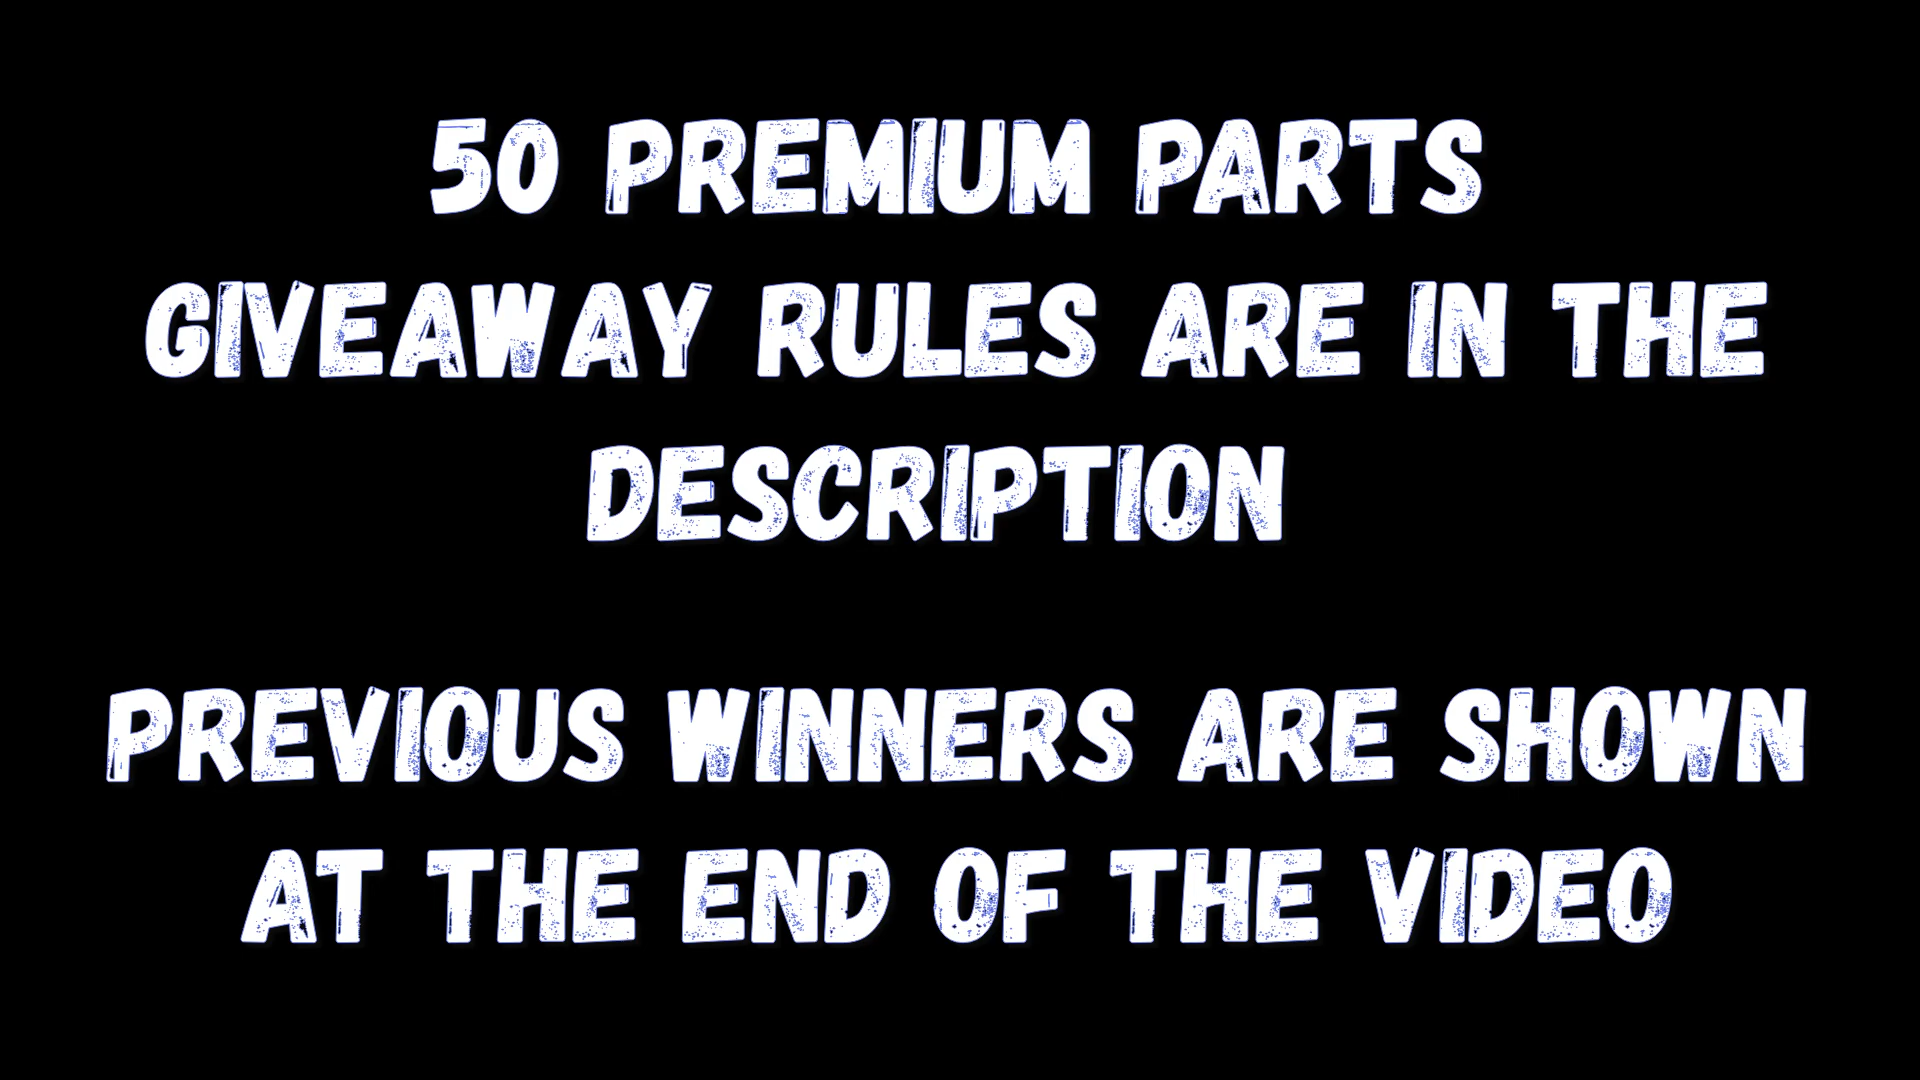 50 PREMIUM PARTS
GIVEAWAY RULES ARE IN THE
DESCRIPTION
PREVIOUS WINNERS ARE SHOWN
AT THE END OF THE VIDEO